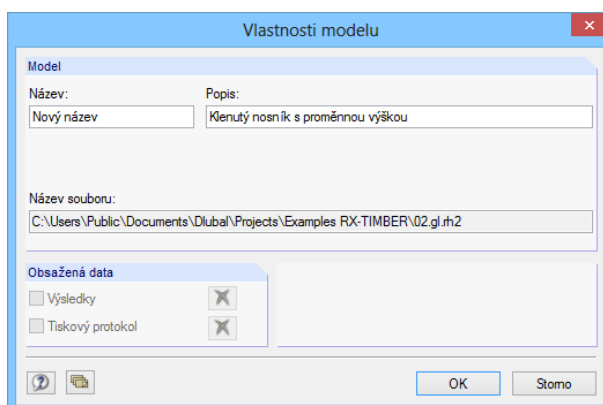 Vlastnosti modelu
Model
Název: Popis:
Nový název Klenutý nosník s proměnnou výškou
Název souboru:
C:\Users\Public\Documents\Dlubal\Projects\Examples RX-TIMBER\02.gl.rh2
Obsažená data
Výsledky
Tiskový protokol
OK Storno